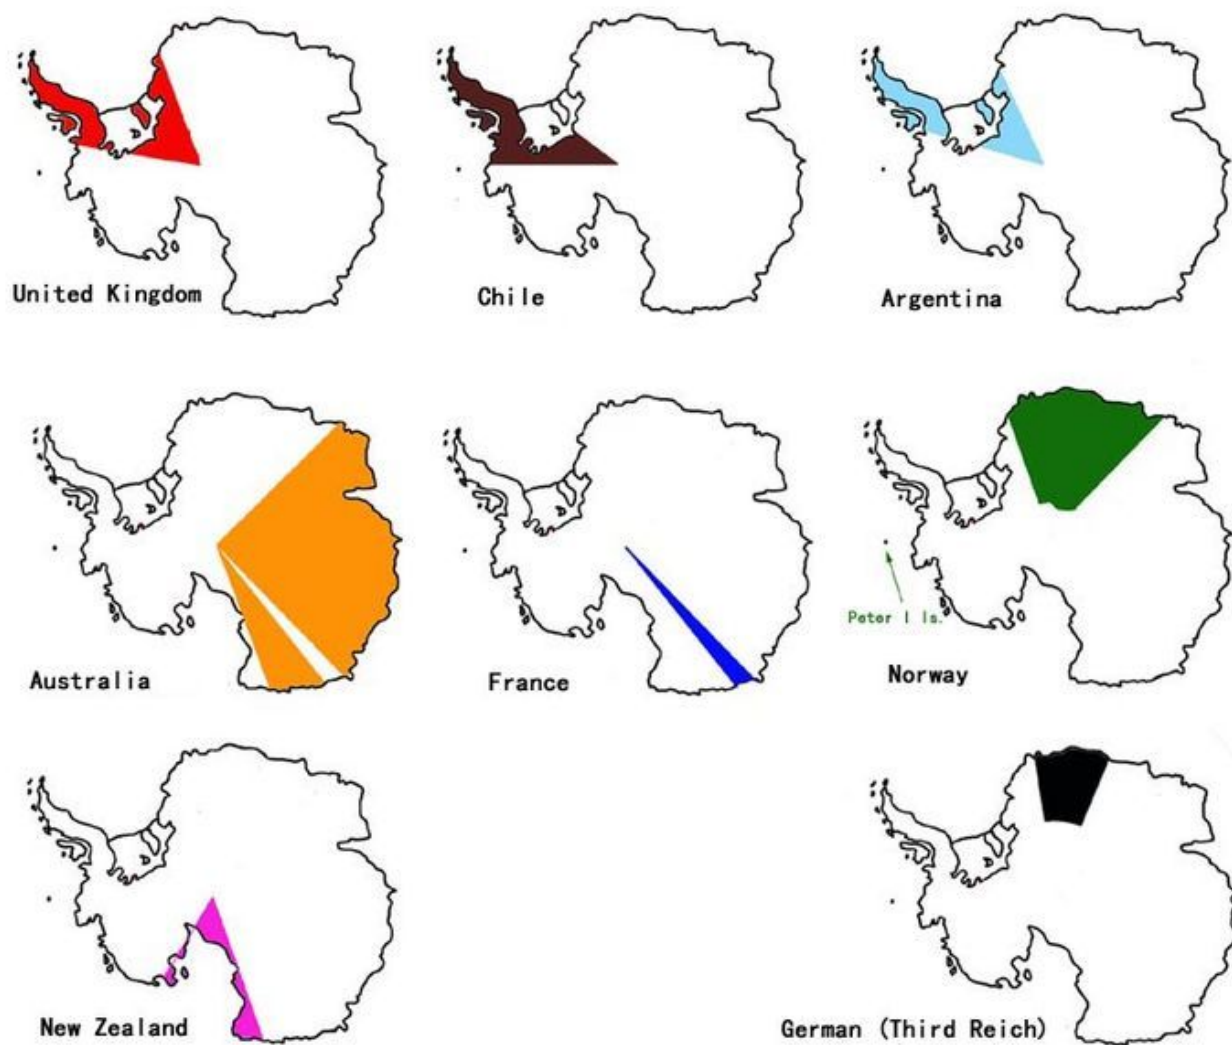 United Kingdom
Chile
Argentina
Peter I Is.
Australia
France
Norway
New Zealand
German (Third Reich)